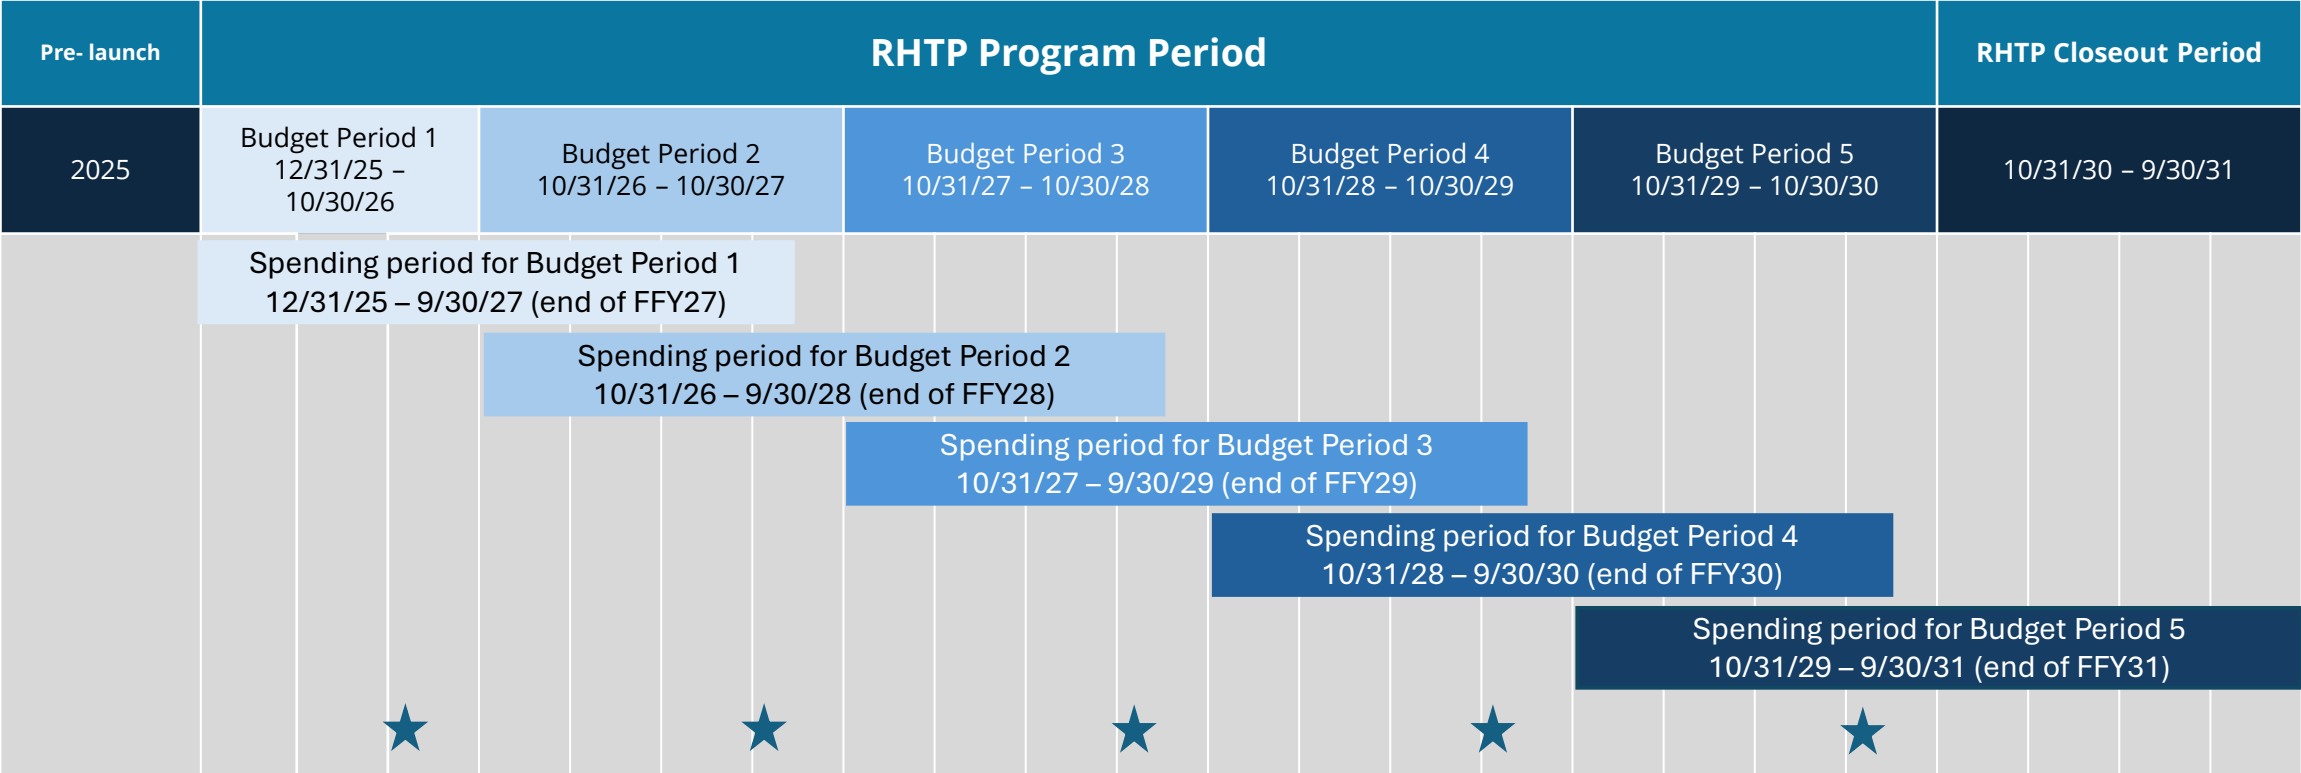 Pre- launch
RHTP Program Period
RHTP Closeout Period
2025
Budget Period 1
12/31/25 –
10/30/26
Budget Period 2
10/31/26 – 10/30/27
Budget Period 3
10/31/27 – 10/30/28
Budget Period 4
10/31/28 – 10/30/29
Budget Period 5
10/31/29 – 10/30/30
10/31/30 – 9/30/31
Spending period for Budget Period 1
12/31/25 – 9/30/27 (end of FFY27)
Spending period for Budget Period 2
10/31/26 – 9/30/28 (end of FFY28)
Spending period for Budget Period 3
10/31/27 – 9/30/29 (end of FFY29)
Spending period for Budget Period 4
10/31/28 – 9/30/30 (end of FFY30)
Spending period for Budget Period 5
10/31/29 – 9/30/31 (end of FFY31)